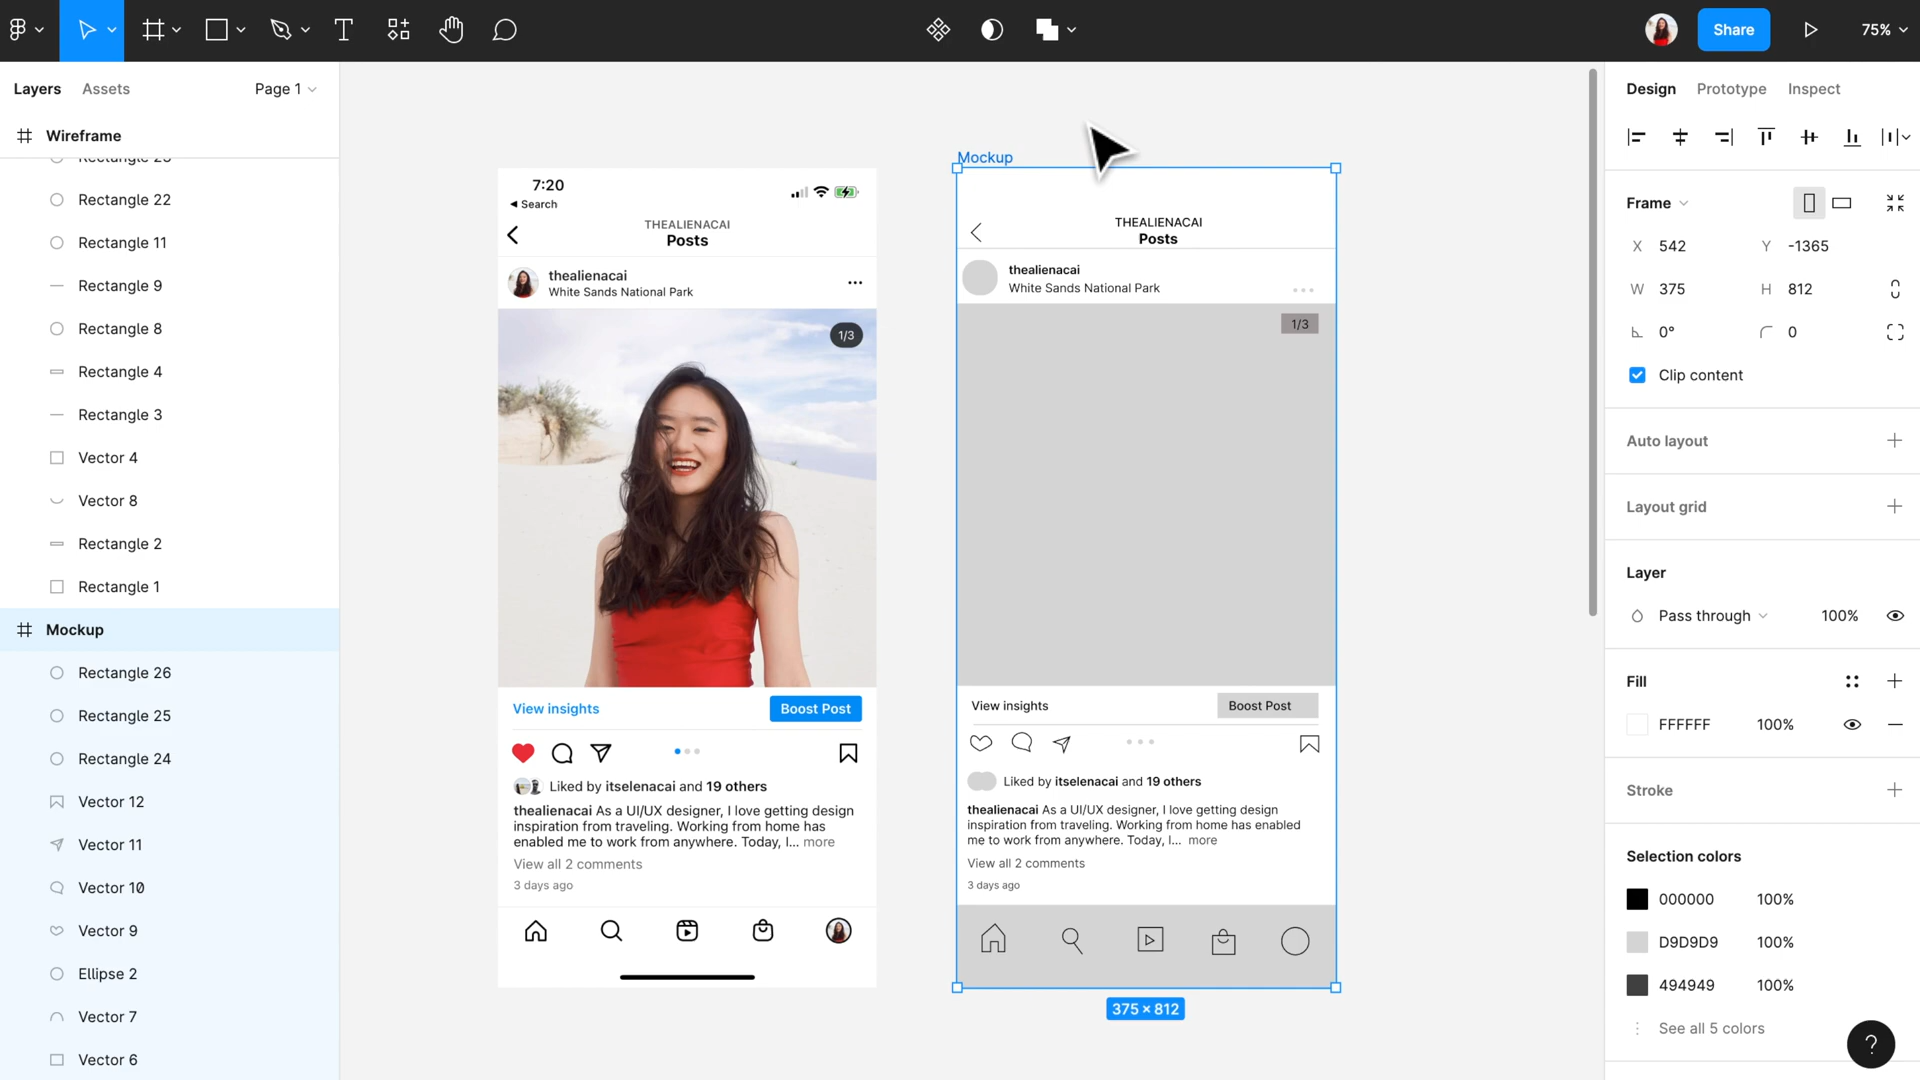 Share
75%
Layers
Assets
Page 1
Design
Prototype
Inspect
Wireframe
Rectangle 23
Rectangle 22
Rectangle 11
Rectangle 9
Rectangle 8
Rectangle 4
Rectangle 3
Vector 4
Vector 8
Rectangle 2
Rectangle 1
Mockup
Rectangle 26
Rectangle 25
Rectangle 24
Vector 12
Vector 11
Vector 10
Vector 9
Ellipse 2
Vector 7
Vector 6
7:20
Search
THEALIENACAI
Posts
thealienacai
White Sands National Park
1/3
View insights
Boost Post
Liked by itselenacai and 19 others
thealienacai As a UI/UX designer, I love getting design
inspiration from traveling. Working from home has
enabled me to work from anywhere. Today, I... more
View all 2 comments
3 days ago
Mockup
THEALIENACAI
Posts
thealienacai
White Sands National Park
1/3
View insights
Boost Post
Liked by itselenacai and 19 others
thealienacai As a UI/UX designer, I love getting design
inspiration from traveling. Working from home has enabled
me to work from anywhere. Today, I... more
View all 2 comments
3 days ago
375 × 812
Frame
X 542 Y -1365
W 375 H 812
0° 0
Clip content
Auto layout
Layout grid
Layer
Pass through 100%
Fill
FFFFFF 100%
Stroke
Selection colors
000000 100%
D9D9D9 100%
494949 100%
See all 5 colors
?